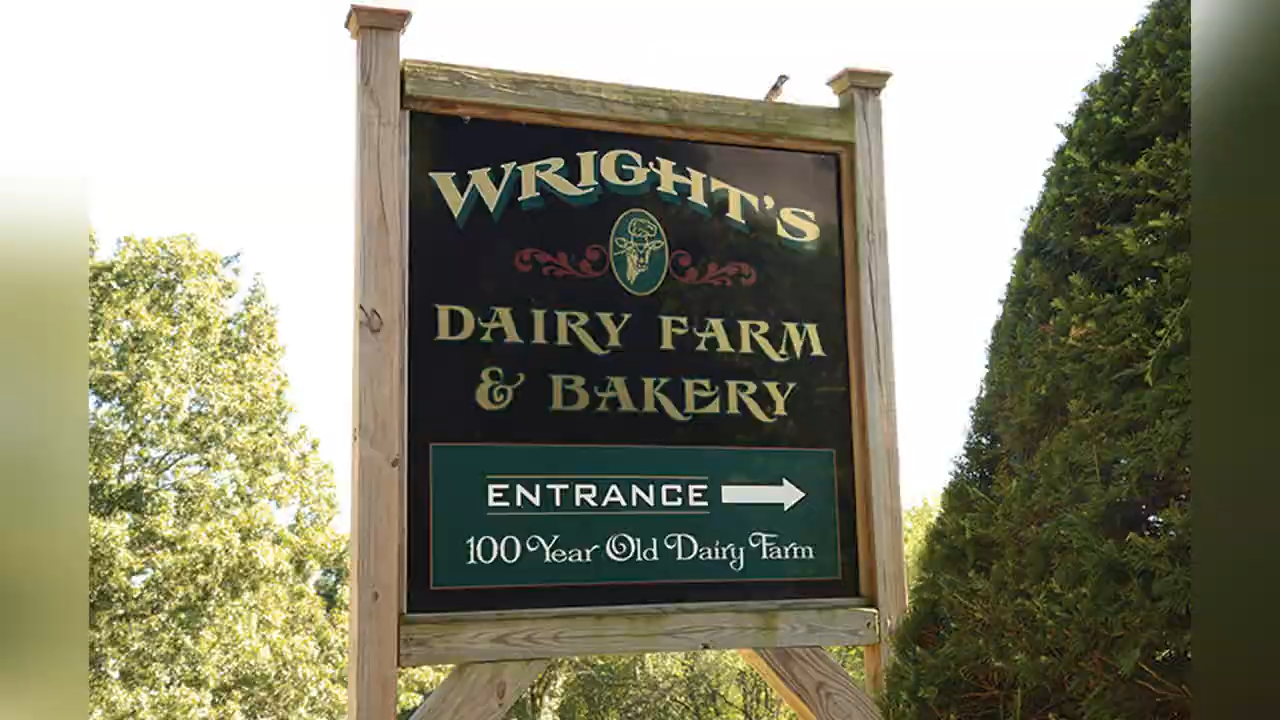 WRIGHT'S
DAIRY FARM
& BAKERY
ENTRANCE
100 Year Old Dairy Farm